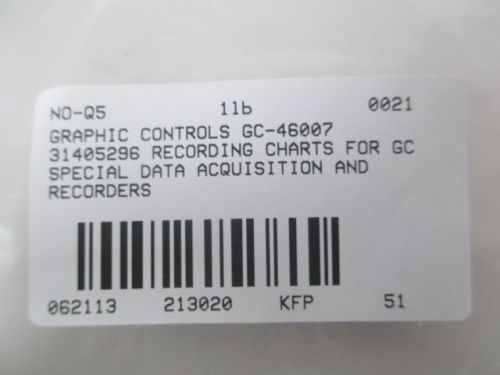 NO-Q5 1lb 0021
GRAPHIC CONTROLS GC-46007
31405296 RECORDING CHARTS FOR GC
SPECIAL DATA ACQUISITION AND
RECORDERS
062113 213020 KFP 51